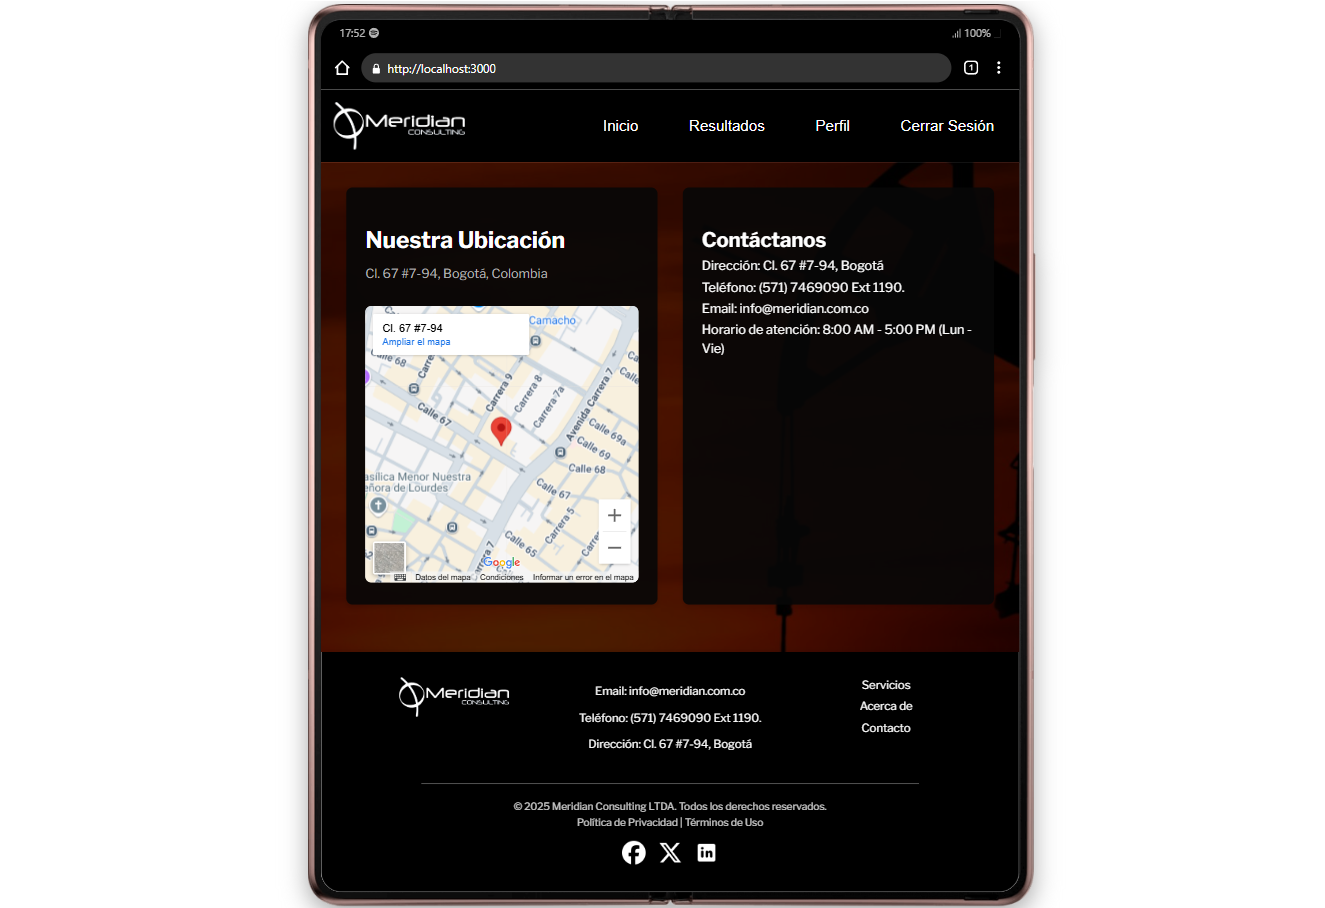 17:52
100%
http://localhost:3000
1
Meridian
CONSULTING
Inicio
Resultados
Perfil
Cerrar Sesión
Nuestra Ubicación
Cl. 67 #7-94, Bogotá, Colombia
Cl. 67 #7-94
Ampliar el mapa
Camacho
Calle 68
Carrera 9
Carrera 8
Carrera 7a
Avenida Carrera 7
Calle
Calle 67
Calle 69a
Calle 69
Calle 68
asílica Menor Nuestra
eñora de Lourdes
Calle 67
Carrera 5
Calle 65
Carrera 7
Google
Datos del mapa
Condiciones
Informar un error en el mapa
Contáctanos
Dirección: Cl. 67 #7-94, Bogotá
Teléfono: (571) 7469090 Ext 1190.
Email: info@meridian.com.co
Horario de atención: 8:00 AM - 5:00 PM (Lun -
Vie)
Meridian
CONSULTING
Email: info@meridian.com.co
Teléfono: (571) 7469090 Ext 1190.
Dirección: Cl. 67 #7-94, Bogotá
Servicios
Acerca de
Contacto
© 2025 Meridian Consulting LTDA. Todos los derechos reservados.
Política de Privacidad | Términos de Uso